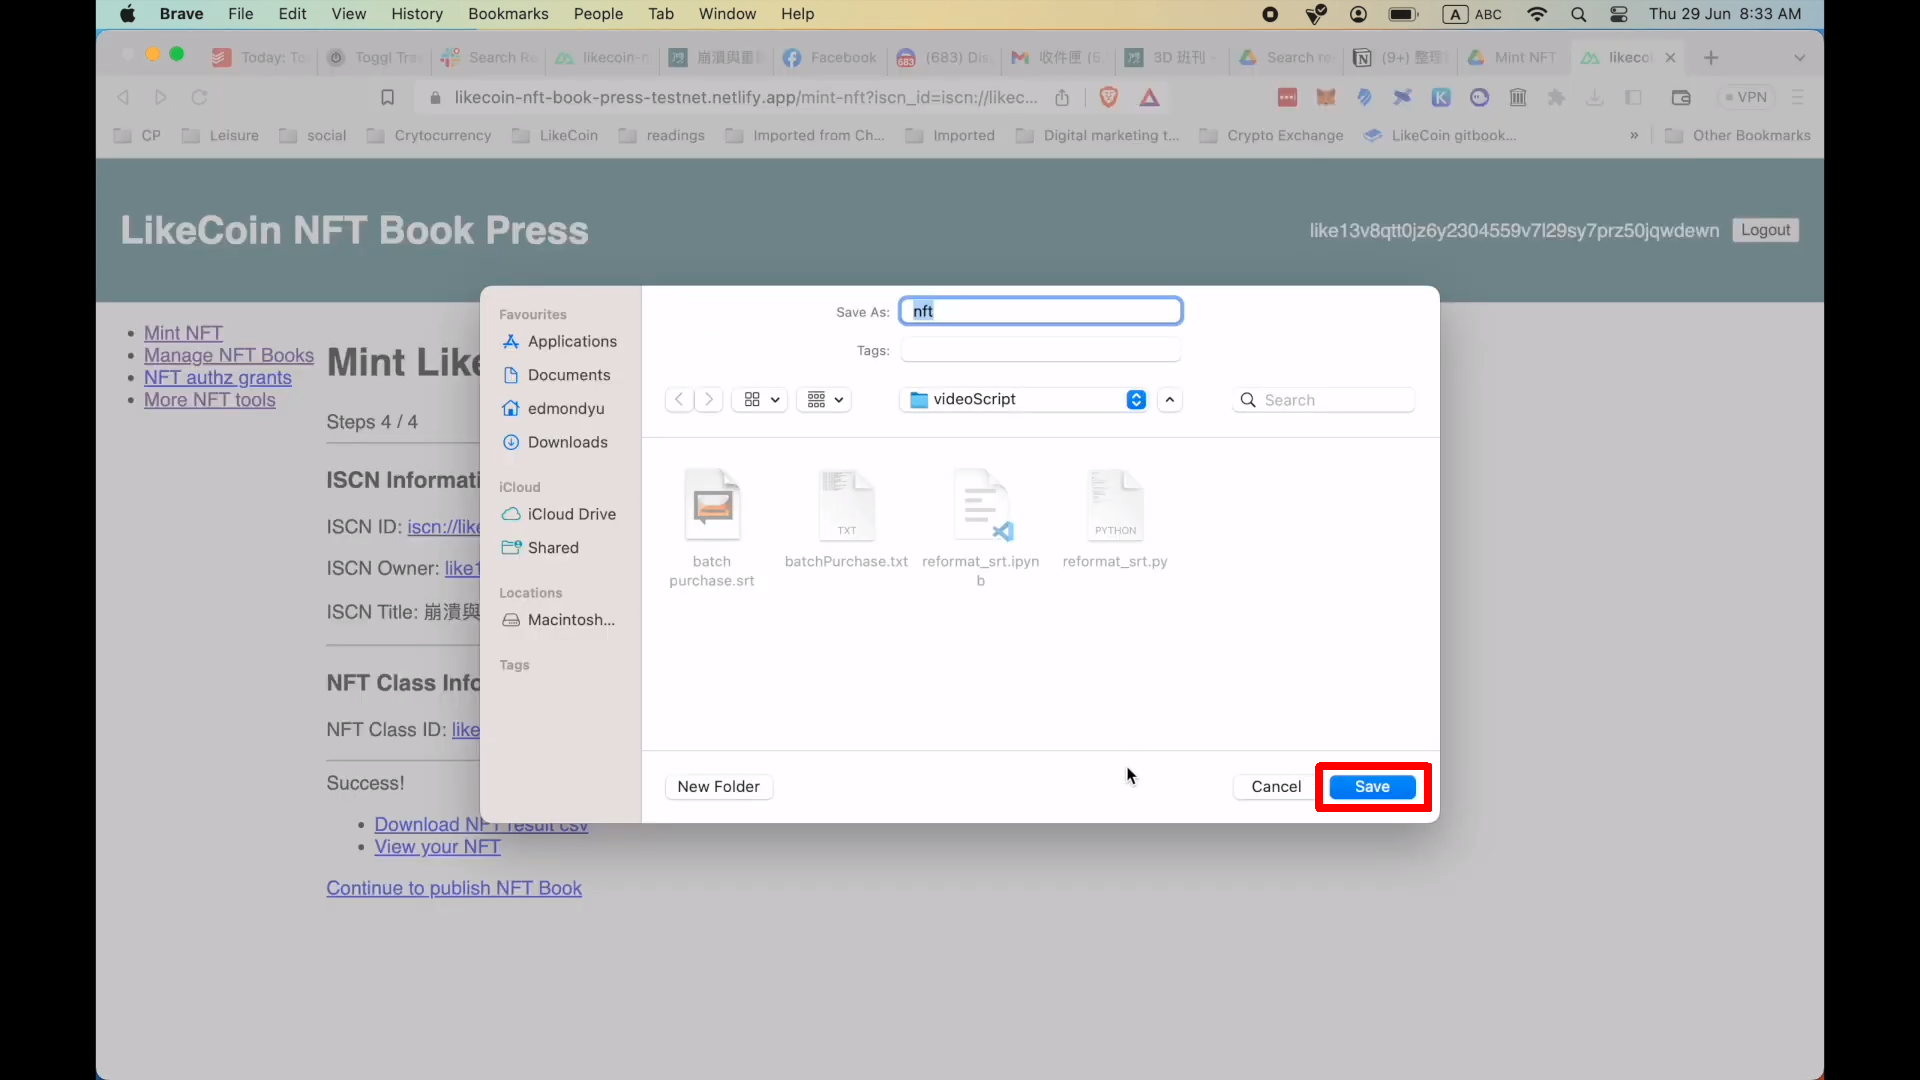 Brave File Edit View History Bookmarks People Tab Window Help A ABC Thu 29 Jun 8:33 AM
Today: To Toggl Tra Search Re likecoin-n 崩潰與重 Facebook 683 (683) Dis 收件匣 (6 3D 班刊 - Search re (9+) 整理 Mint NFT likeco
likecoin-nft-book-press-testnet.netlify.app/mint-nft?iscn_id=iscn://likec... K VPN
CP Leisure social Crytocurrency LikeCoin readings Imported from Ch... Imported Digital marketing t... Crypto Exchange LikeCoin gitbook... » Other Bookmarks
LikeCoin NFT Book Press
like13v8qtt0jz6y2304559v7l29sy7prz50jqwdewn Logout
Mint NFT
Manage NFT Books
NFT authz grants
More NFT tools
Mint Like
Steps 4 / 4
ISCN Informati
ISCN ID: iscn://like
ISCN Owner: like1
ISCN Title: 崩潰與
NFT Class Info
NFT Class ID: like
Success!
Download NFT result csv
View your NFT
Continue to publish NFT Book
Favourites
Applications
Documents
edmondyu
Downloads
iCloud
iCloud Drive
Shared
Locations
Macintosh...
Tags
Save As: nft
Tags:
videoScript
Search
batch
purchase.srt
TXT
batchPurchase.txt
reformat_srt.ipyn
b
PYTHON
reformat_srt.py
New Folder
Cancel
Save